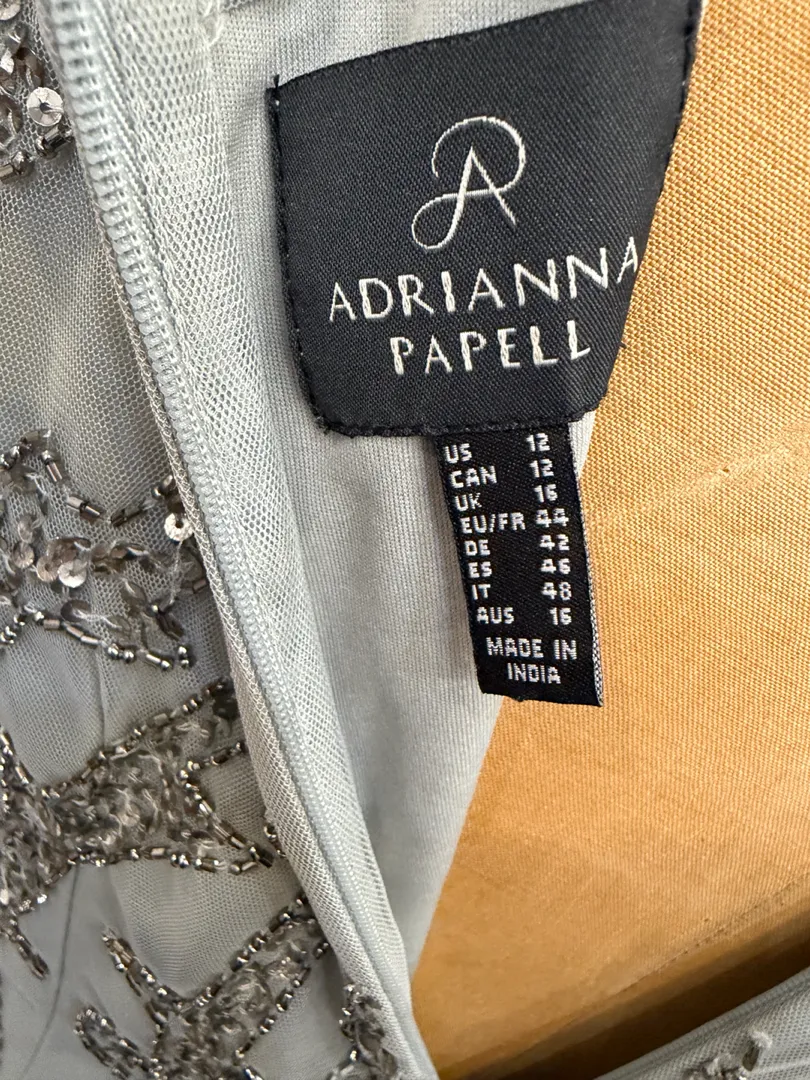 ADRIANNA
PAPELL
US 12
CAN 12
UK 16
EU/FR 44
DE 42
ES 46
IT 48
AUS 16
MADE IN
INDIA